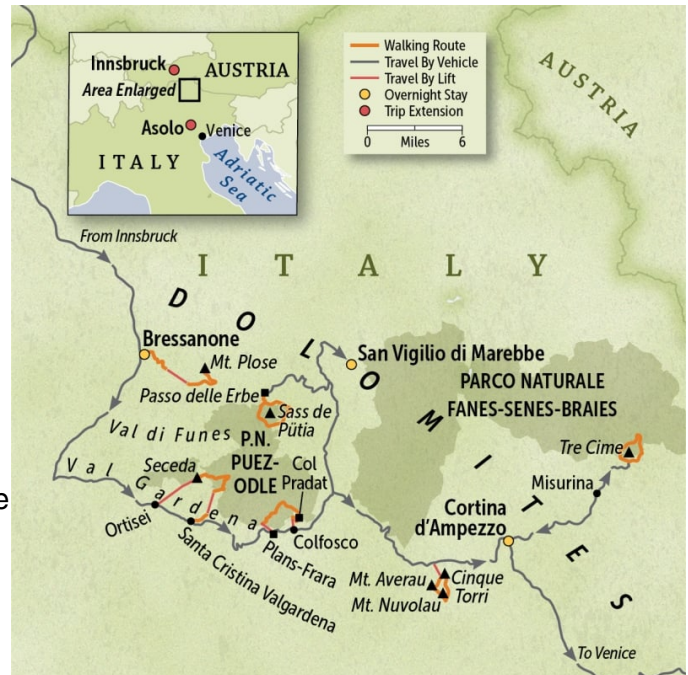 Innsbruck
AUSTRIA
Area Enlarged
Asolo
Venice
ITALY
Adriatic
Sea
Walking Route
Travel By Vehicle
Travel By Lift
Overnight Stay
Trip Extension
0 Miles 6
AUSTRIA
From Innsbruck
ITALY
DOLOMITES
Bressanone
Mt. Plose
San Vigilio di Marebbe
Passo delle Erbe
PARCO NATURALE
FANES-SENES-BRAIES
Sass de
Pütia
Val di Funes
P.N.
PUEZ-
ODLE
Tre Cime
Seceda
Col
Pradat
Val Gardena
Misurina
Ortisei
Cortina
d'Ampezzo
Santa Cristina Valgardena
Plans-Frara
Colfosco
Mt. Averau
Cinque
Torri
Mt. Nuvolau
To Venice
e